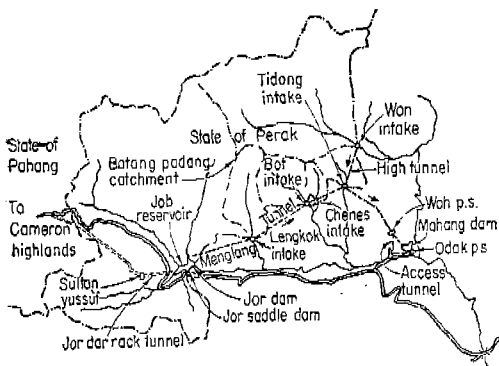 Tidong
intake
Won
intake
State of
Pahang
State of Perak
Batang padang
catchment
Bot
intake
High tunnel
Job
reservoir
To
Cameron
highlands
Tunnel
Chenes
intake
Woh p.s.
Mahang dam
Odak p.s
Menglang
Lengkok
intake
Access
tunnel
Sultan
yussuf
Jor dam
Jor saddle dam
Jor dar rack tunnel